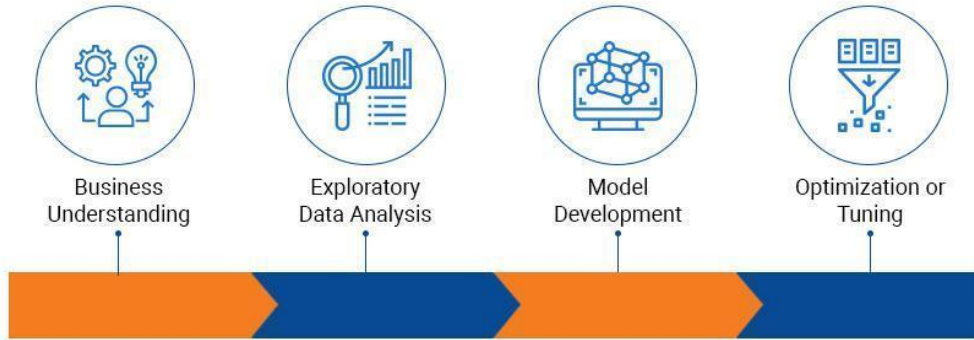 Business
Understanding
Exploratory
Data Analysis
Model
Development
Optimization or
Tuning